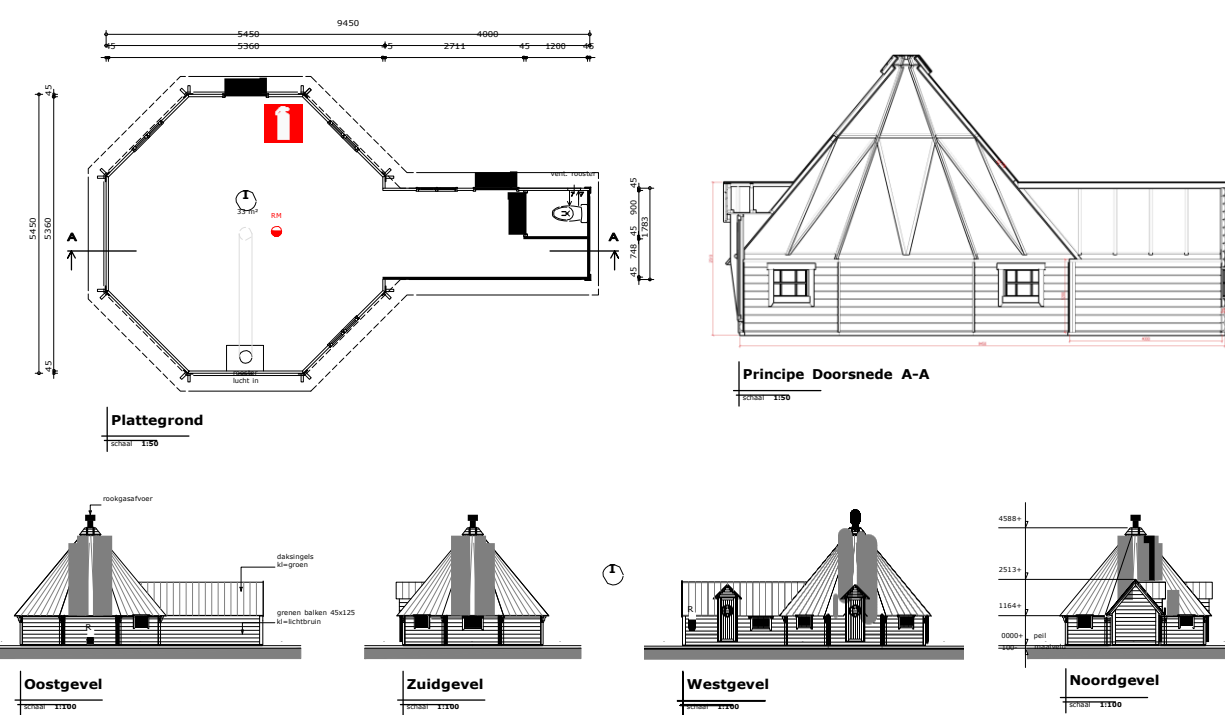 9450
5450 4000
45 5360 45 2711 45 1200 45
45
5450
5360
45
I
33 m²
RM
vent. rooster
45
900
45
1783
748
45
A
A
rooster
lucht in
Plattegrond
schaal 1:50
Principe Doorsnede A-A
schaal 1:50
rookgasafvoer
daksingels
kl=groen
grenen balken 45x125
kl=lichtbruin
R
Oostgevel
schaal 1:100
Zuidgevel
schaal 1:100
I
R
Westgevel
schaal 1:100
4588+
2513+
1164+
0000+ peil
100- maaiveld
Noordgevel
schaal 1:100